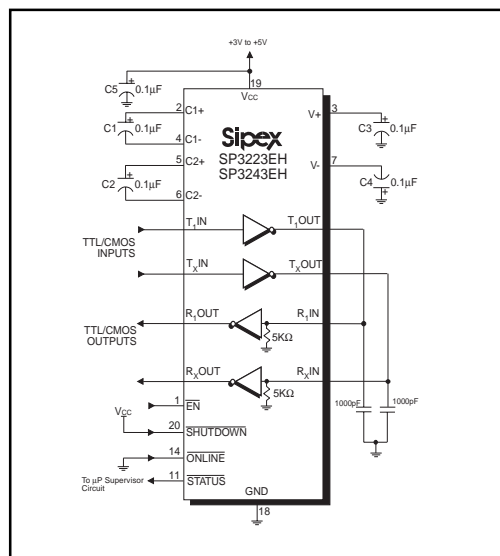 +3V to +5V
19
VCC
C5 + 0.1µF
2 C1+
C1 + 0.1µF
4 C1-
5 C2+
C2 + 0.1µF
6 C2-
Sipex
SP3223EH
SP3243EH
V+ 3
C3 + 0.1µF
V- 7
C4 + 0.1µF
TTL/CMOS
INPUTS
T1IN
T1OUT
TXIN
TXOUT
TTL/CMOS
OUTPUTS
R1OUT
R1IN
5KΩ
RXOUT
RXIN
5KΩ
1000pF
1000pF
1 EN
VCC
20 SHUTDOWN
14 ONLINE
To µP Supervisor
Circuit
11 STATUS
GND
18